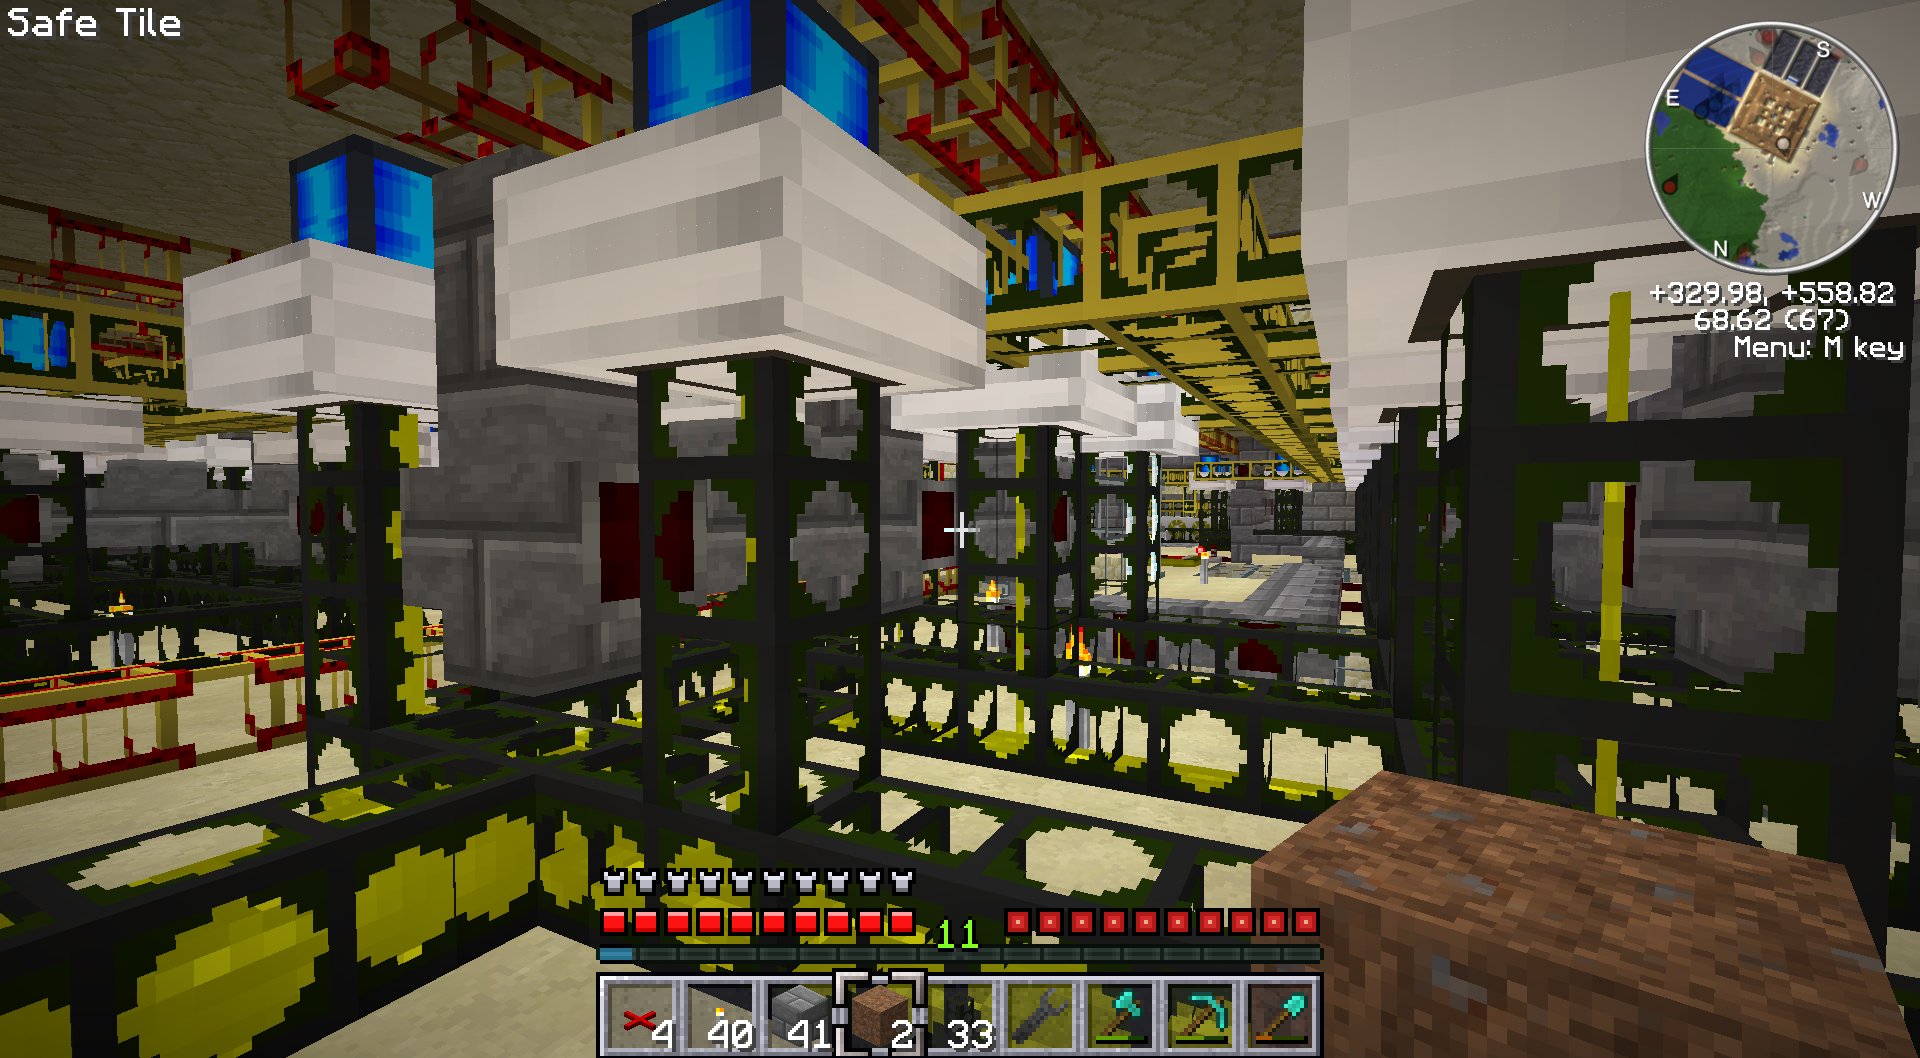 Safe Tile
S
E
W
N
+329.98, +558.82
68.62 (67)
Menu: M key
11
4 40 41 2 33